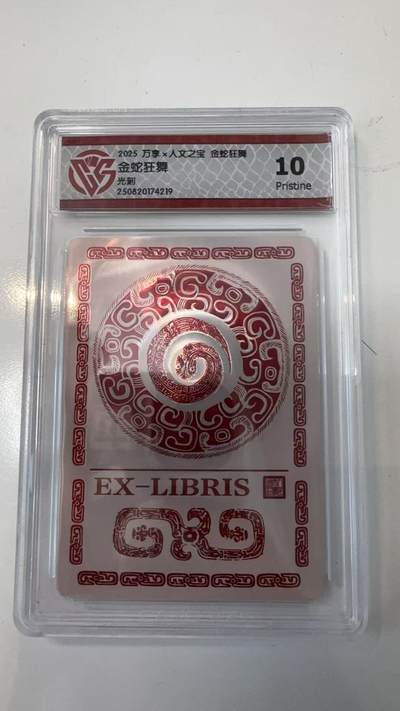 2025 万享×人文之宝 金蛇狂舞
金蛇狂舞
光刻
250820174219
10
Pristine
EX-LIBRIS